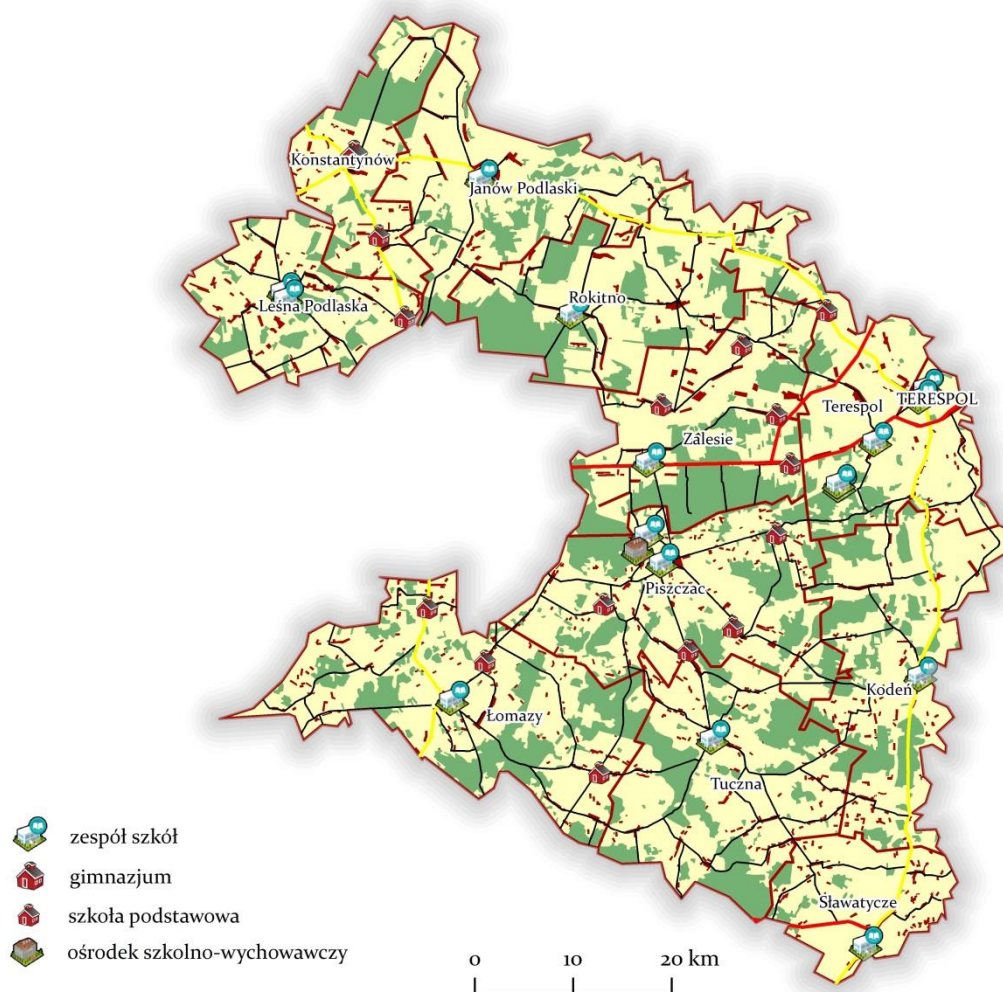 Konstantynów
Janów Podlaski
Leśna Podlaska
Rokitno
TERESPOL
Terespol
Zalesie
Piszczac
Kodeń
Łomazy
Tuczna
Sławatycze
zespół szkół
gimnazjum
szkoła podstawowa
ośrodek szkolno-wychowawczy
0 10 20 km